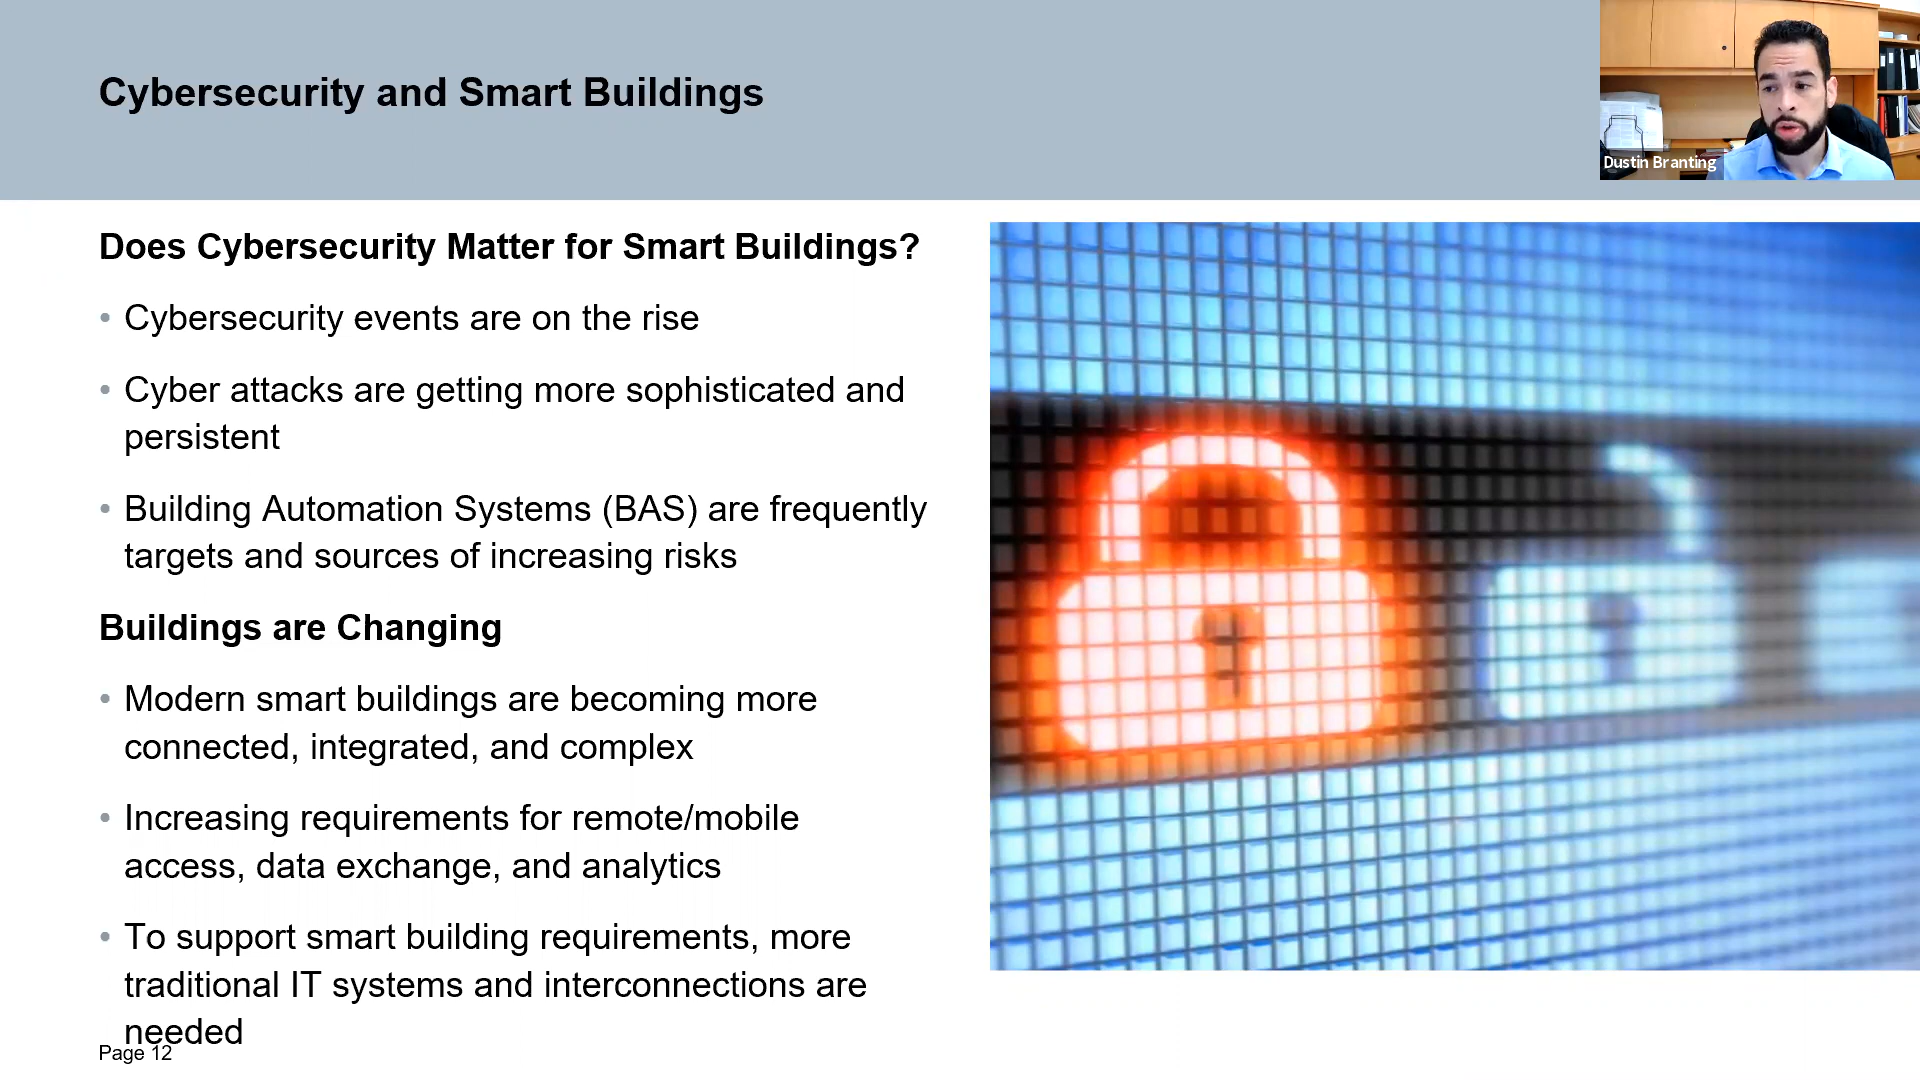 Cybersecurity and Smart Buildings
Dustin Branting
Does Cybersecurity Matter for Smart Buildings?
• Cybersecurity events are on the rise
• Cyber attacks are getting more sophisticated and
persistent
• Building Automation Systems (BAS) are frequently
targets and sources of increasing risks
Buildings are Changing
• Modern smart buildings are becoming more
connected, integrated, and complex
• Increasing requirements for remote/mobile
access, data exchange, and analytics
• To support smart building requirements, more
traditional IT systems and interconnections are
needed
Page 12